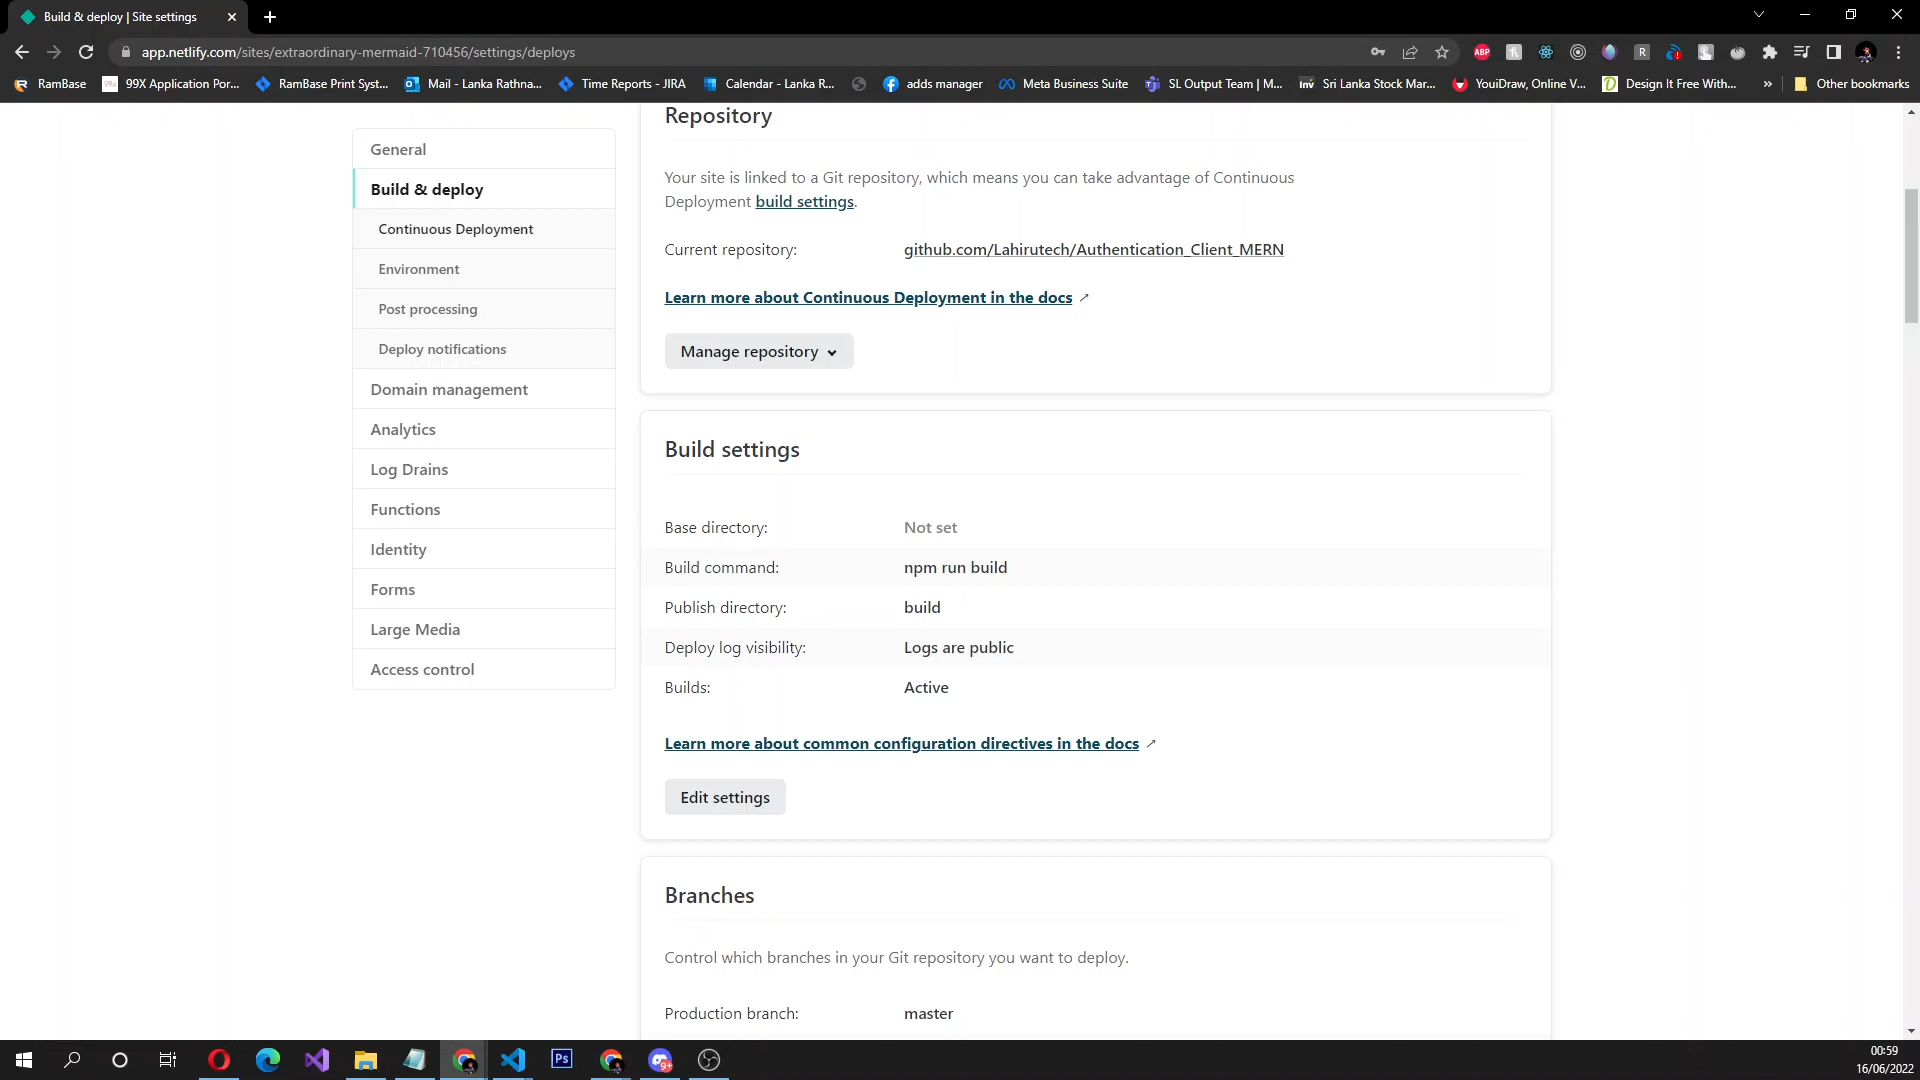 Build & deploy | Site settings
app.netlify.com/sites/extraordinary-mermaid-710456/settings/deploys
ABP
R
RamBase
99X Application Por...
RamBase Print Syst...
Mail - Lanka Rathna...
Time Reports - JIRA
Calendar - Lanka R...
adds manager
Meta Business Suite
SL Output Team | M...
Inv
Sri Lanka Stock Mar...
YouiDraw, Online V...
Design It Free With...
»
Other bookmarks
General
Build & deploy
Continuous Deployment
Environment
Post processing
Deploy notifications
Domain management
Analytics
Log Drains
Functions
Identity
Forms
Large Media
Access control
Repository
Your site is linked to a Git repository, which means you can take advantage of Continuous
Deployment build settings.
Current repository: github.com/Lahirutech/Authentication_Client_MERN
Learn more about Continuous Deployment in the docs
Manage repository
Build settings
Base directory: Not set
Build command: npm run build
Publish directory: build
Deploy log visibility: Logs are public
Builds: Active
Learn more about common configuration directives in the docs
Edit settings
Branches
Control which branches in your Git repository you want to deploy.
Production branch: master
Ps
9+
00:59
16/06/2022